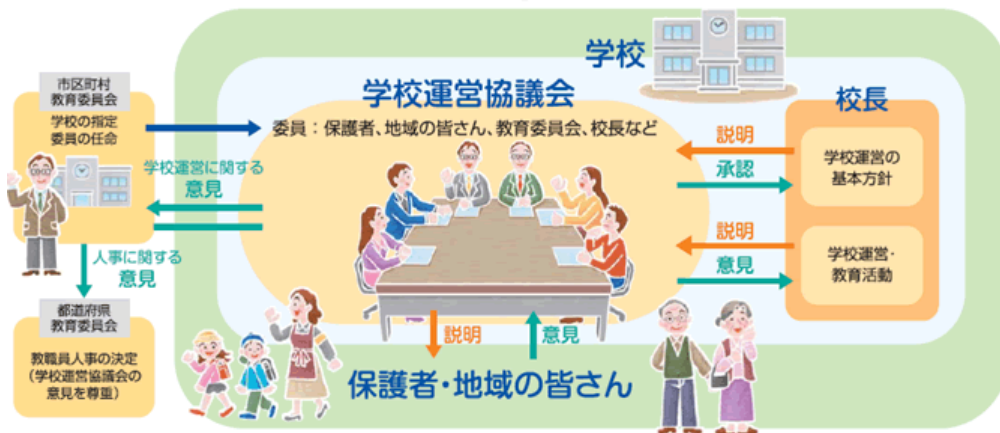 学校
学校運営協議会
委員：保護者、地域の皆さん、教育委員会、校長など
市区町村
教育委員会
学校の指定
委員の任命
学校運営に関する
意見
人事に関する
意見
都道府県
教育委員会
教職員人事の決定
（学校運営協議会の
意見を尊重）
校長
説明
承認
学校運営の
基本方針
説明
意見
学校運営・
教育活動
説明
意見
保護者・地域の皆さん